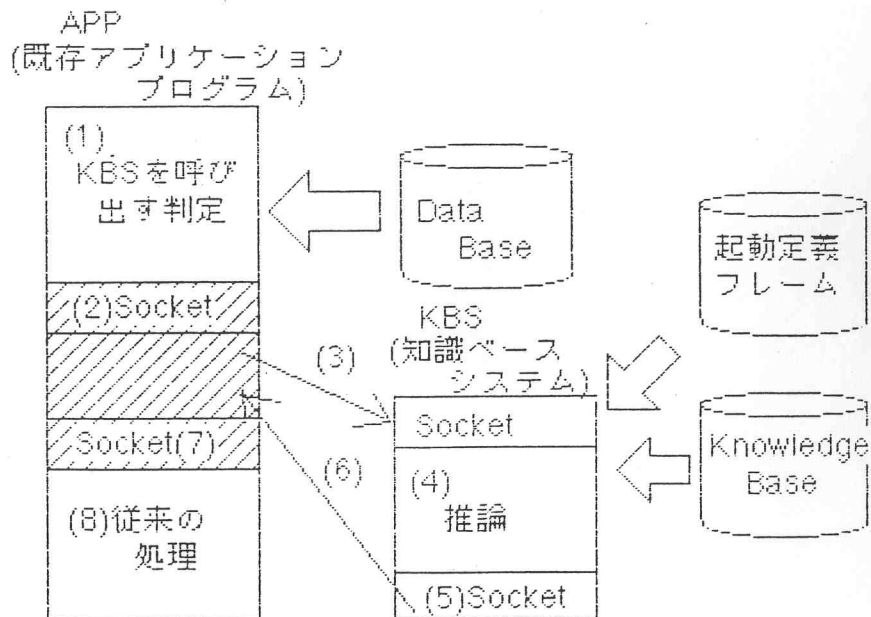 APP
(既存アプリケーション
プログラム)
(1)
KBSを呼び
出す判定
(2)Socket
Socket(7)
(8)従来の
処理
Data
Base
KBS
(知識ベース
システム)
(3)
(6)
Socket
(4)
推論
(5)Socket
起動定義
フレーム
Knowledge
Base